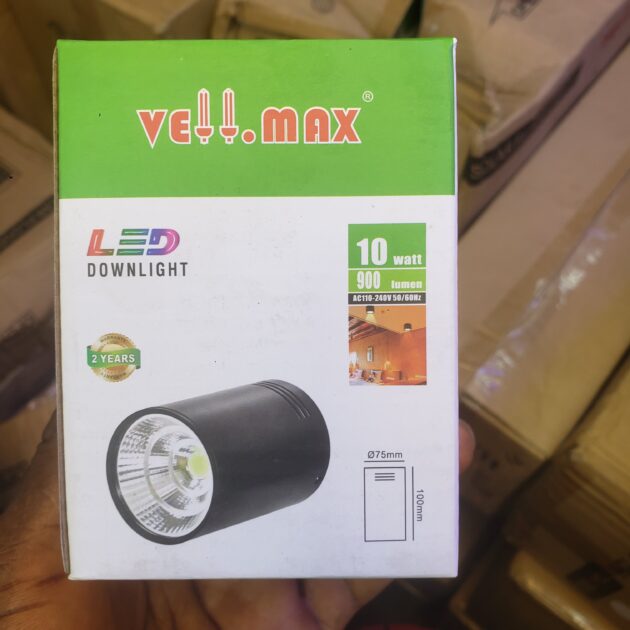 Vell.max®
LED
DOWNLIGHT
10 watt
900 lumen
AC110-240V 50/60Hz
2 YEARS
Ø75mm
100mm